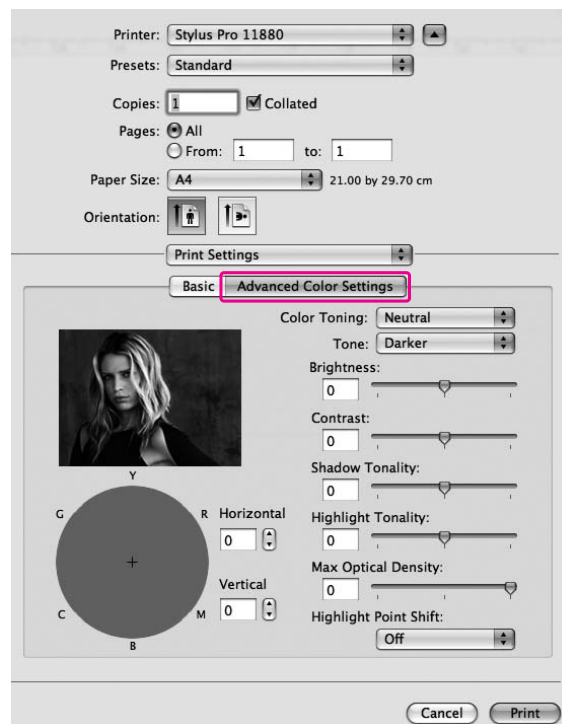 Printer: Stylus Pro 11880
Presets: Standard
Copies: 1 Collated
Pages: All
From: 1 to: 1
Paper Size: A4 21.00 by 29.70 cm
Orientation:
Print Settings
Basic Advanced Color Settings
Color Toning: Neutral
Tone: Darker
Brightness:
0
Contrast:
0
Shadow Tonality:
0
Highlight Tonality:
0
Max Optical Density:
0
Highlight Point Shift:
Off
Y
G R
C M
B
Horizontal
0
Vertical
0
Cancel Print